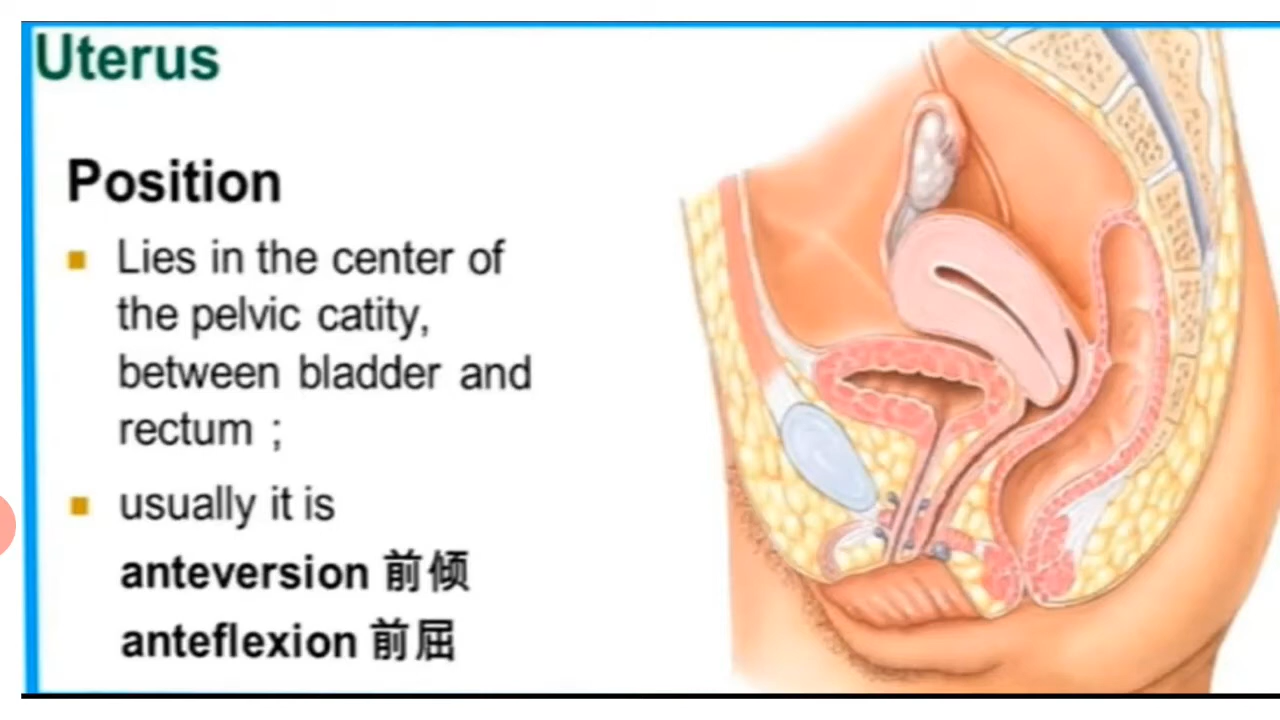 Uterus
Position
Lies in the center of
the pelvic catity,
between bladder and
rectum ;
usually it is
anteversion 前倾
anteflexion 前屈